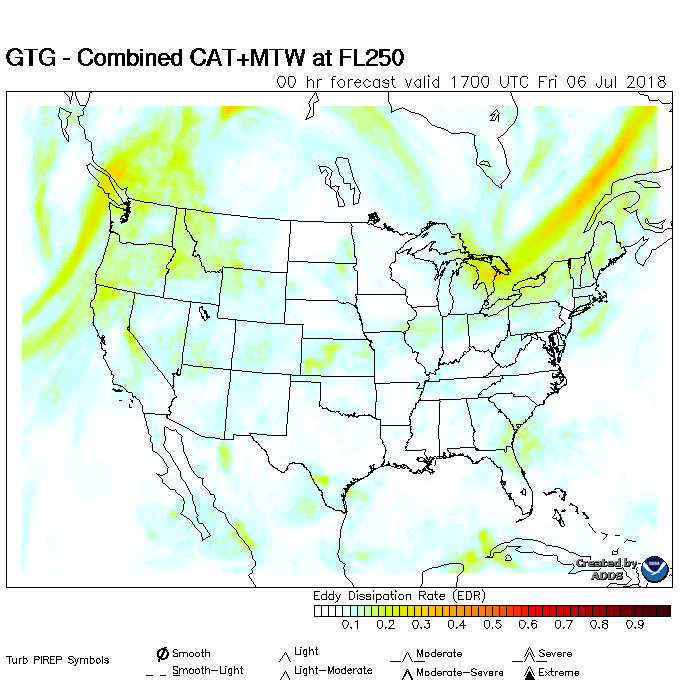 GTG - Combined CAT+MTW at FL250
00 hr forecast valid 1700 UTC Fri 06 Jul 2018
Created by
ADDS
Eddy Dissipation Rate (EDR)
0.1 0.2 0.3 0.4 0.5 0.6 0.7 0.8 0.9
Turb PIREP Symbols
Smooth Light Moderate Severe
Smooth-Light Light-Moderate Moderate-Severe Extreme